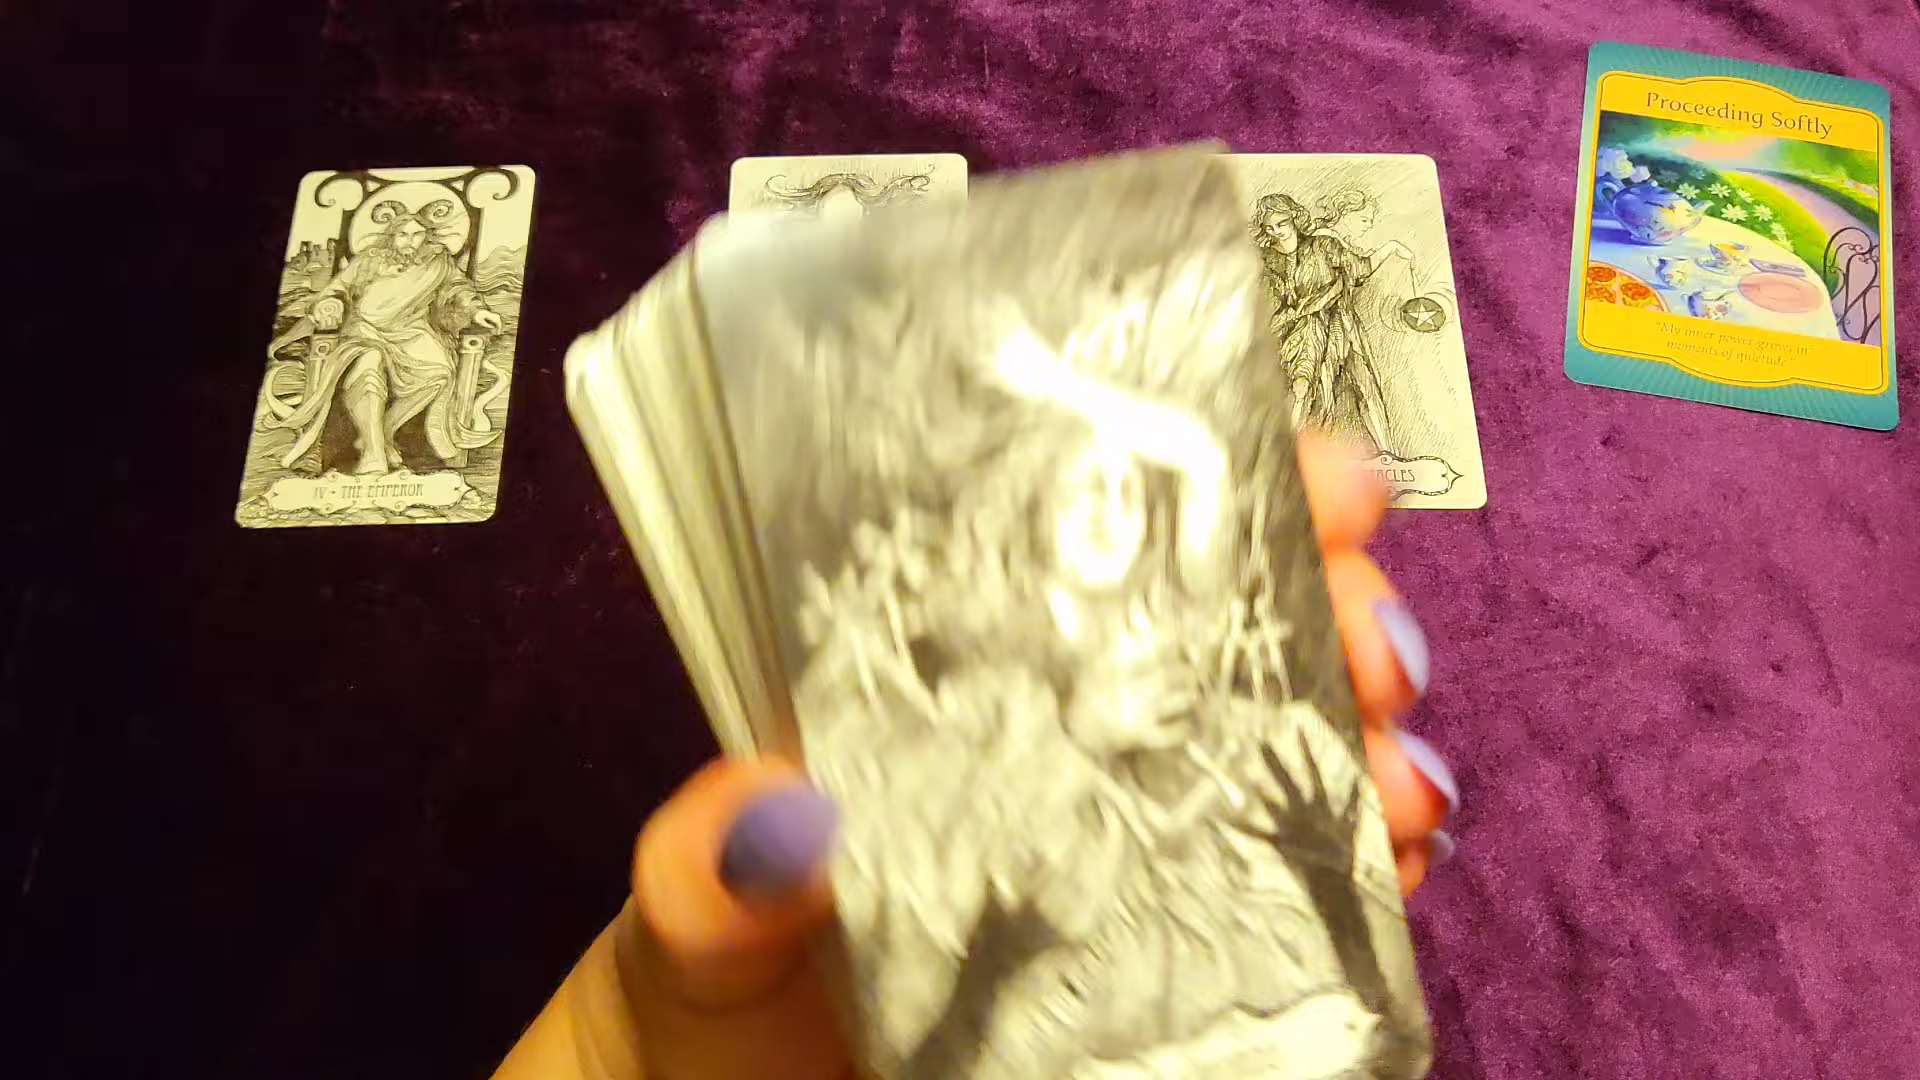 IV • THE EMPEROR
Proceeding Softly
"My inner power grows in
moments of quietude"